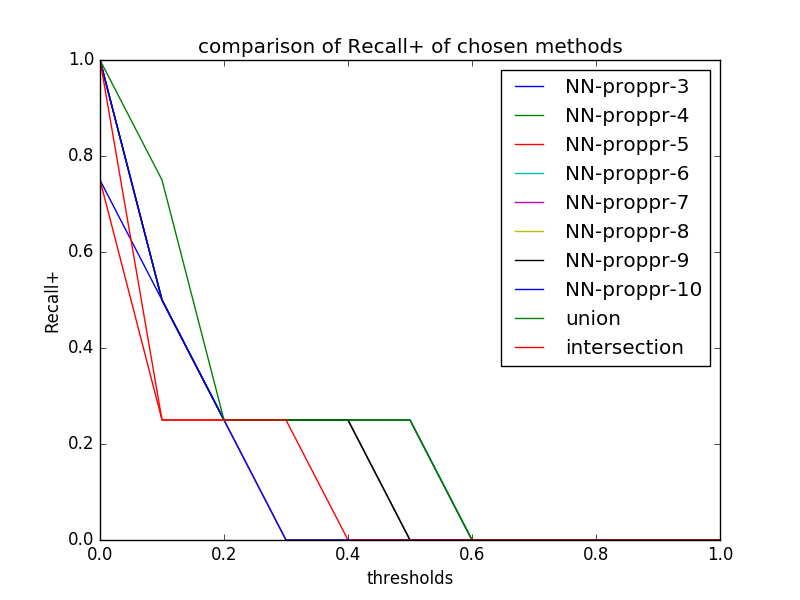 comparison of Recall+ of chosen methods
1.0
0.8
0.6
0.4
0.2
0.0
Recall+
NN-proppr-3
NN-proppr-4
NN-proppr-5
NN-proppr-6
NN-proppr-7
NN-proppr-8
NN-proppr-9
NN-proppr-10
union
intersection
0.0 0.2 0.4 0.6 0.8 1.0
thresholds